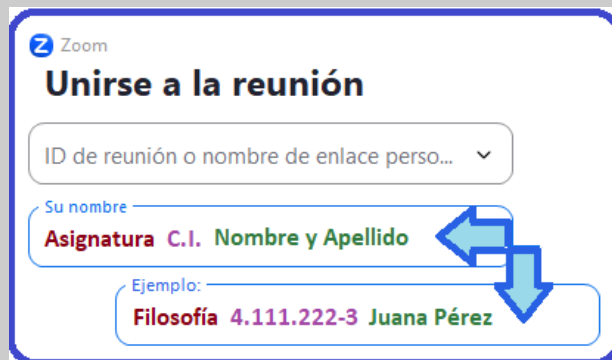 Zoom
Unirse a la reunión
ID de reunión o nombre de enlace perso...
Su nombre
Asignatura C.I. Nombre y Apellido
Ejemplo:
Filosofía 4.111.222-3 Juana Pérez